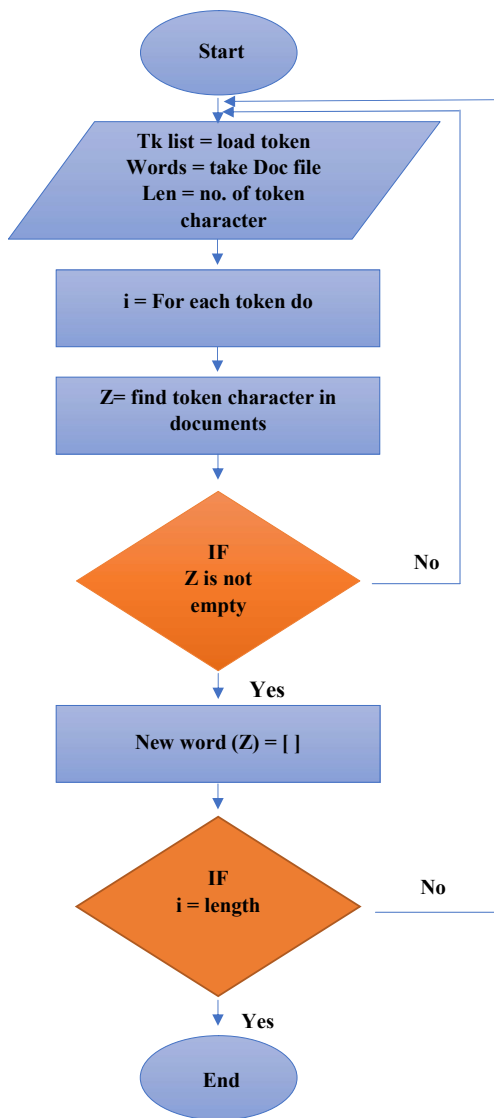 Start
Tk list = load token
Words = take Doc file
Len = no. of token
character
i = For each token do
Z= find token character in
documents
IF
Z is not
empty
No
Yes
New word (Z) = [ ]
IF
i = length
No
Yes
End